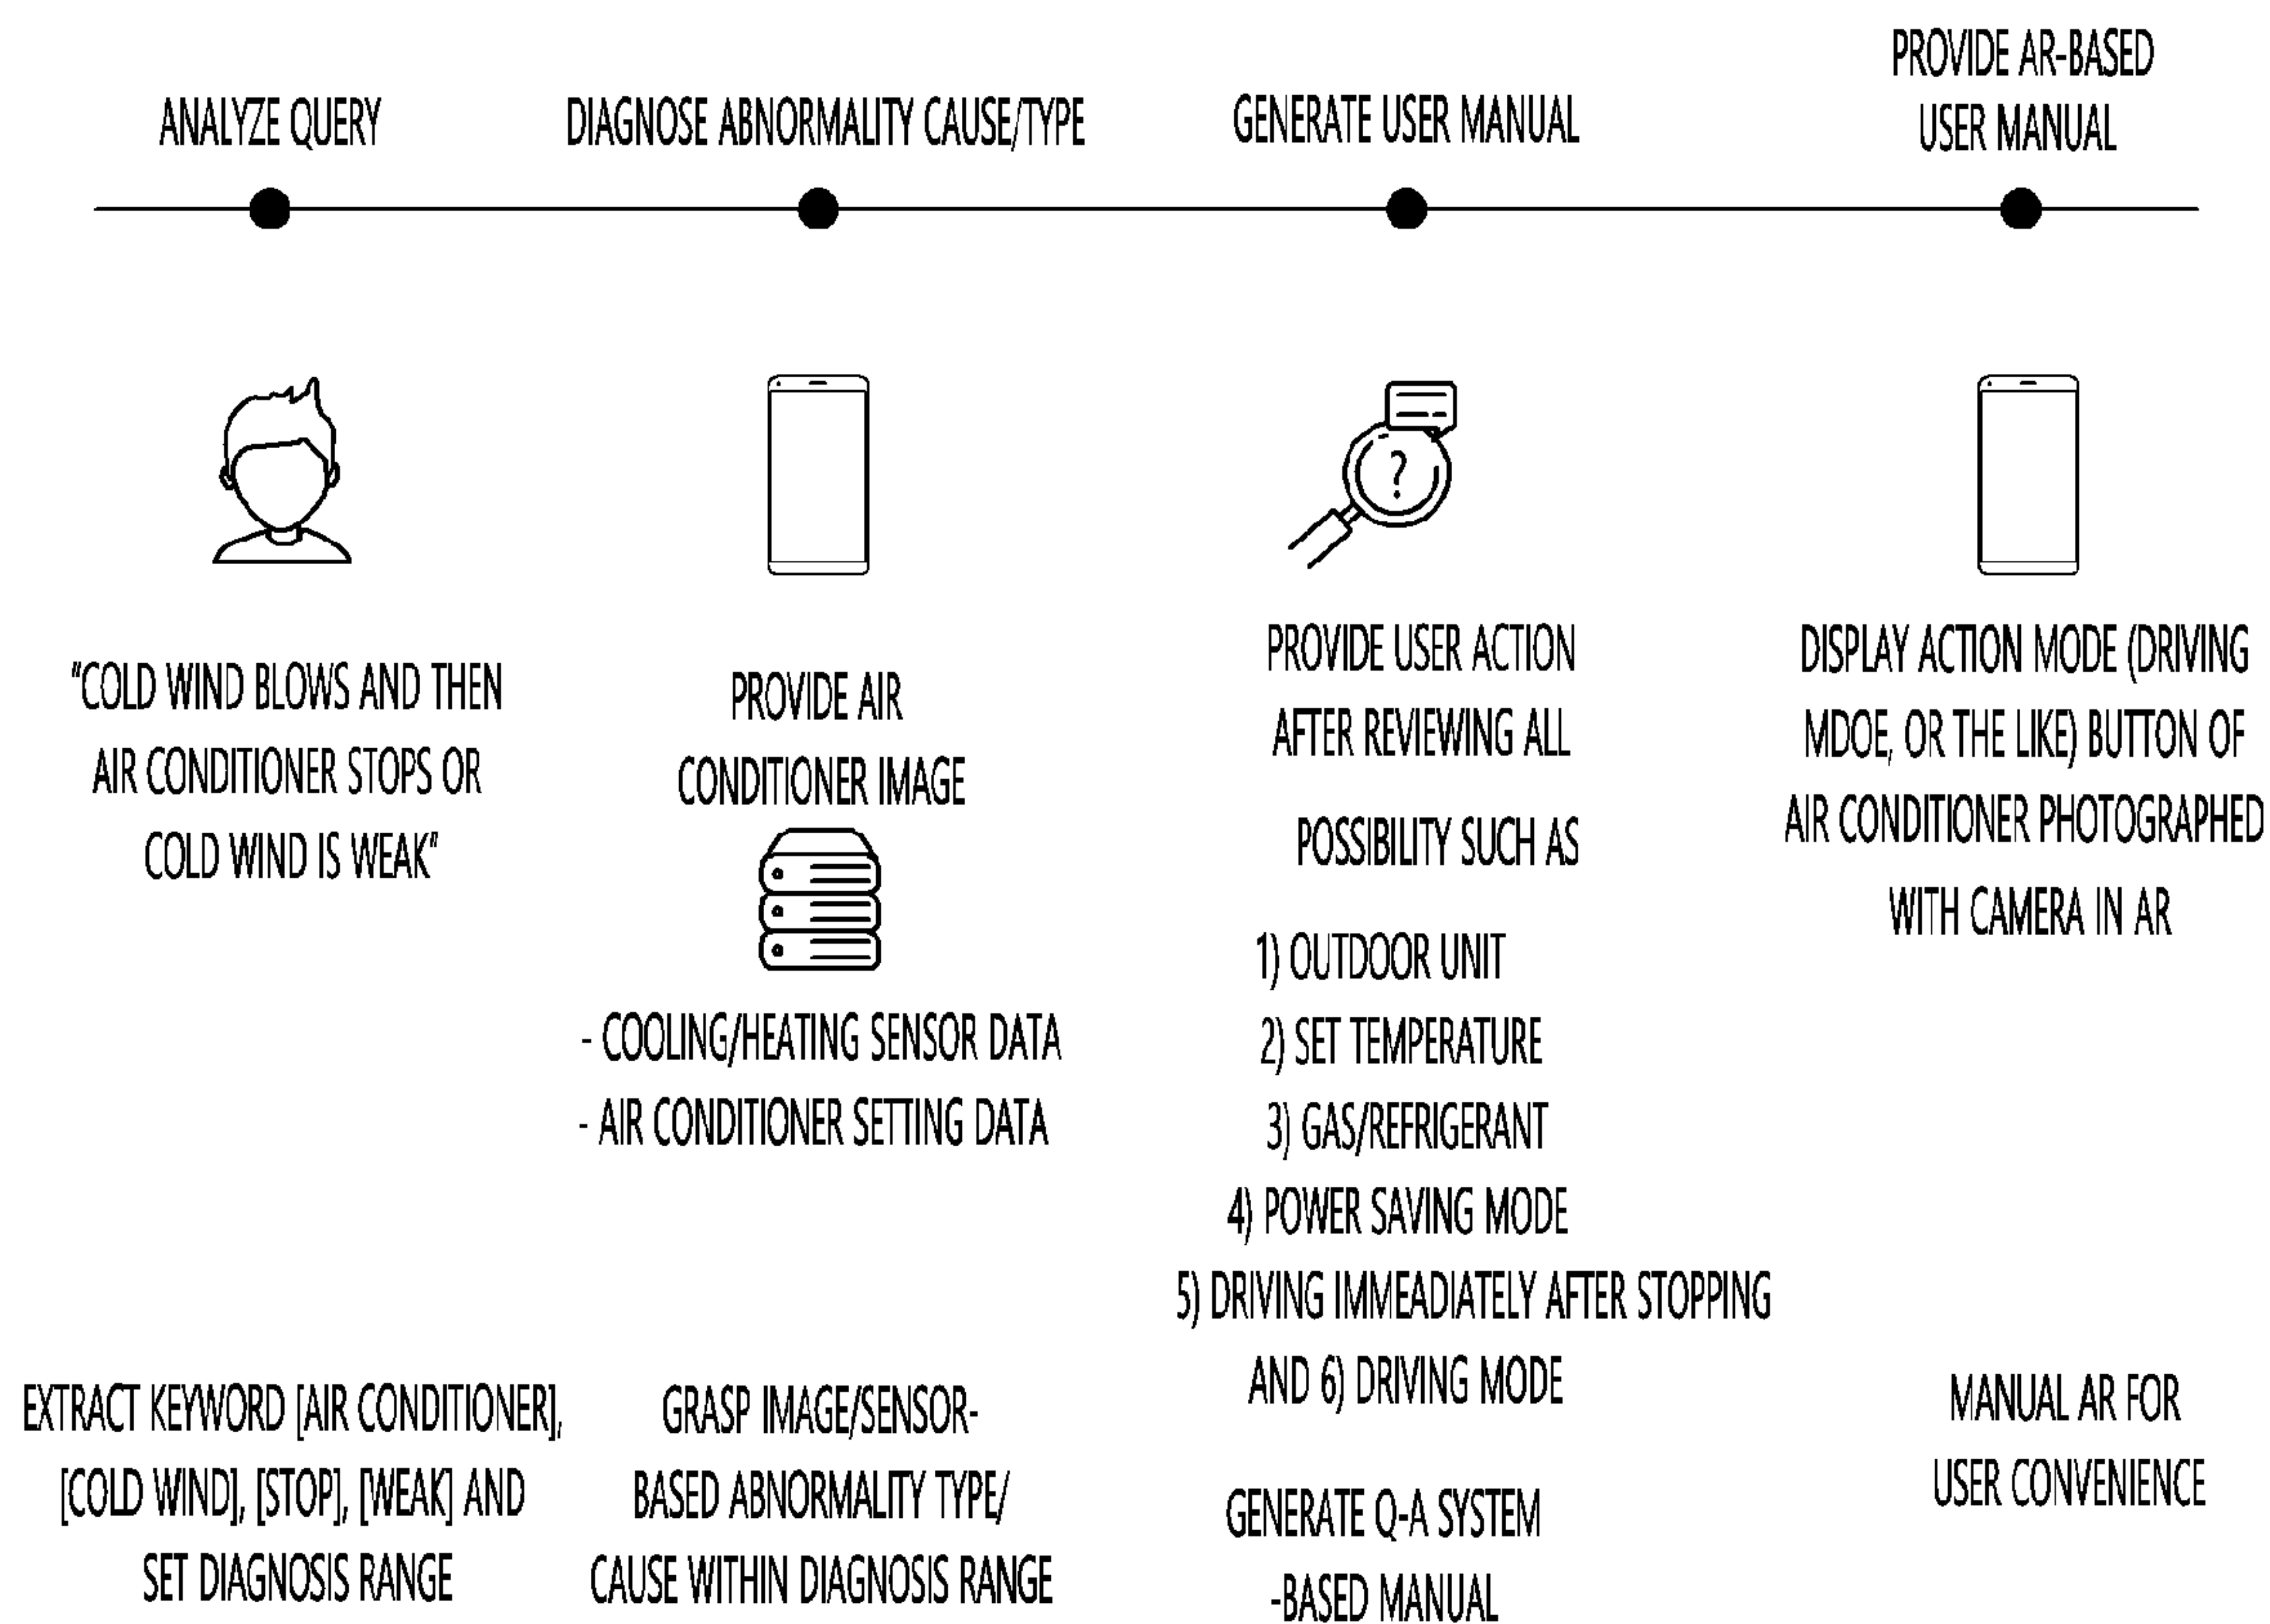 ANALYZE QUERY
DIAGNOSE ABNORMALITY CAUSE/TYPE
GENERATE USER MANUAL
PROVIDE AR-BASED
USER MANUAL
"COLD WIND BLOWS AND THEN
AIR CONDITIONER STOPS OR
COLD WIND IS WEAK"
EXTRACT KEYWORD [AIR CONDITIONER],
[COLD WIND], [STOP], [WEAK] AND
SET DIAGNOSIS RANGE
PROVIDE AIR
CONDITIONER IMAGE
- COOLING/HEATING SENSOR DATA
- AIR CONDITIONER SETTING DATA
GRASP IMAGE/SENSOR-
BASED ABNORMALITY TYPE/
CAUSE WITHIN DIAGNOSIS RANGE
?
PROVIDE USER ACTION
AFTER REVIEWING ALL
POSSIBILITY SUCH AS
1) OUTDOOR UNIT
2) SET TEMPERATURE
3) GAS/REFRIGERANT
4) POWER SAVING MODE
5) DRIVING IMMEADIATELY AFTER STOPPING
AND 6) DRIVING MODE
GENERATE Q-A SYSTEM
-BASED MANUAL
DISPLAY ACTION MODE (DRIVING
MDOE, OR THE LIKE) BUTTON OF
AIR CONDITIONER PHOTOGRAPHED
WITH CAMERA IN AR
MANUAL AR FOR
USER CONVENIENCE